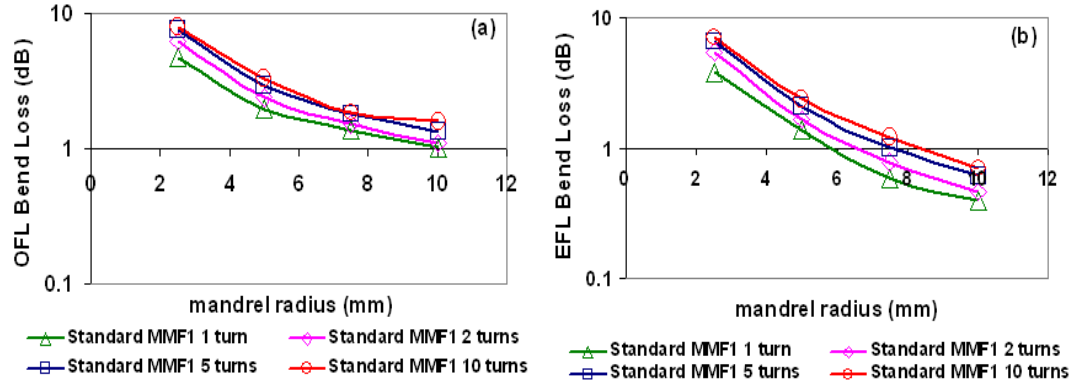 (a)
OFL Bend Loss (dB)
10
1
0.1
0 2 4 6 8 10 12
mandrel radius (mm)
Standard MMF1 1 turn
Standard MMF1 2 turns
Standard MMF1 5 turns
Standard MMF1 10 turns
(b)
EFL Bend Loss (dB)
10
1
0.1
0 2 4 6 8 10 12
mandrel radius (mm)
Standard MMF1 1 turn
Standard MMF1 2 turns
Standard MMF1 5 turns
Standard MMF1 10 turns